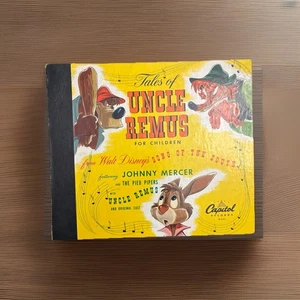 Tales of
UNCLE
REMUS
FOR CHILDREN
from Walt Disney's SONG OF THE SOUTH
featuring JOHNNY MERCER
AND THE PIED PIPERS
with "UNCLE REMUS"
AND ORIGINAL CAST
Capitol
RECORDS